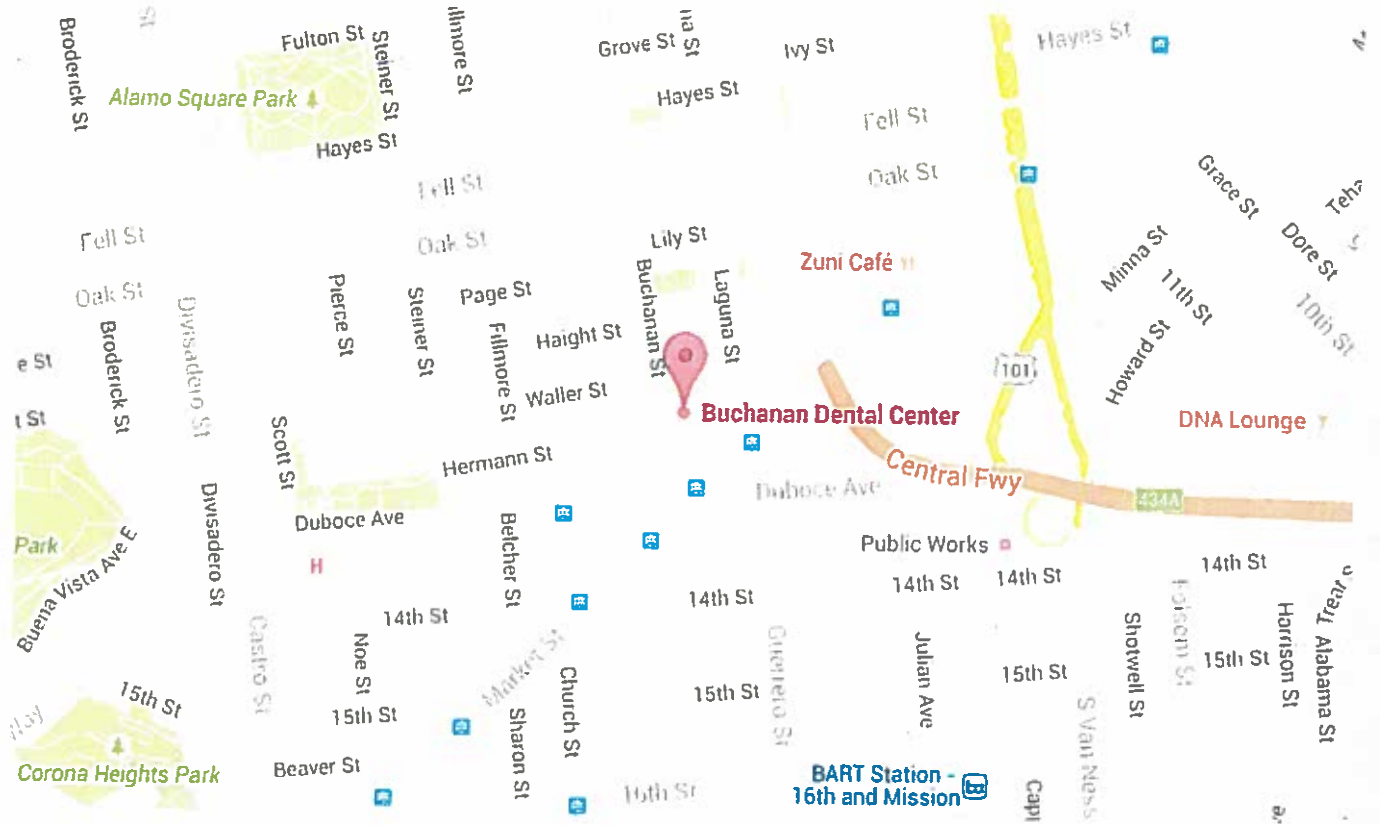 Broderick St
Fulton St
Steiner St
Grove St
Ivy St
Hayes St
Alamo Square Park
Hayes St
Hayes St
Fell St
Fell St
Oak St
Grace St
Fell St
Oak St
Lily St
Zuni Café
Minna St
Dore St
Oak St
Divisadero St
Pierce St
Steiner St
Page St
Buchanan St
Laguna St
11th St
10th St
Broderick St
Fillmore St
Haight St
Howard St
101
Waller St
Buchanan Dental Center
DNA Lounge
Scott St
Hermann St
Central Fwy
Duboce Ave
434A
Divisadero St
Duboce Ave
Belcher St
Park
Buena Vista Ave E
H
Public Works
14th St
14th St
14th St
14th St
14th St
Castro St
Noe St
Market St
Church St
Guerrero St
Julian Ave
Shotwell St
Folsom St
Harrison St
Alabama St
15th St
15th St
15th St
15th St
15th St
Sharon St
S Van Ness
Corona Heights Park
Beaver St
16th St
BART Station -
16th and Mission